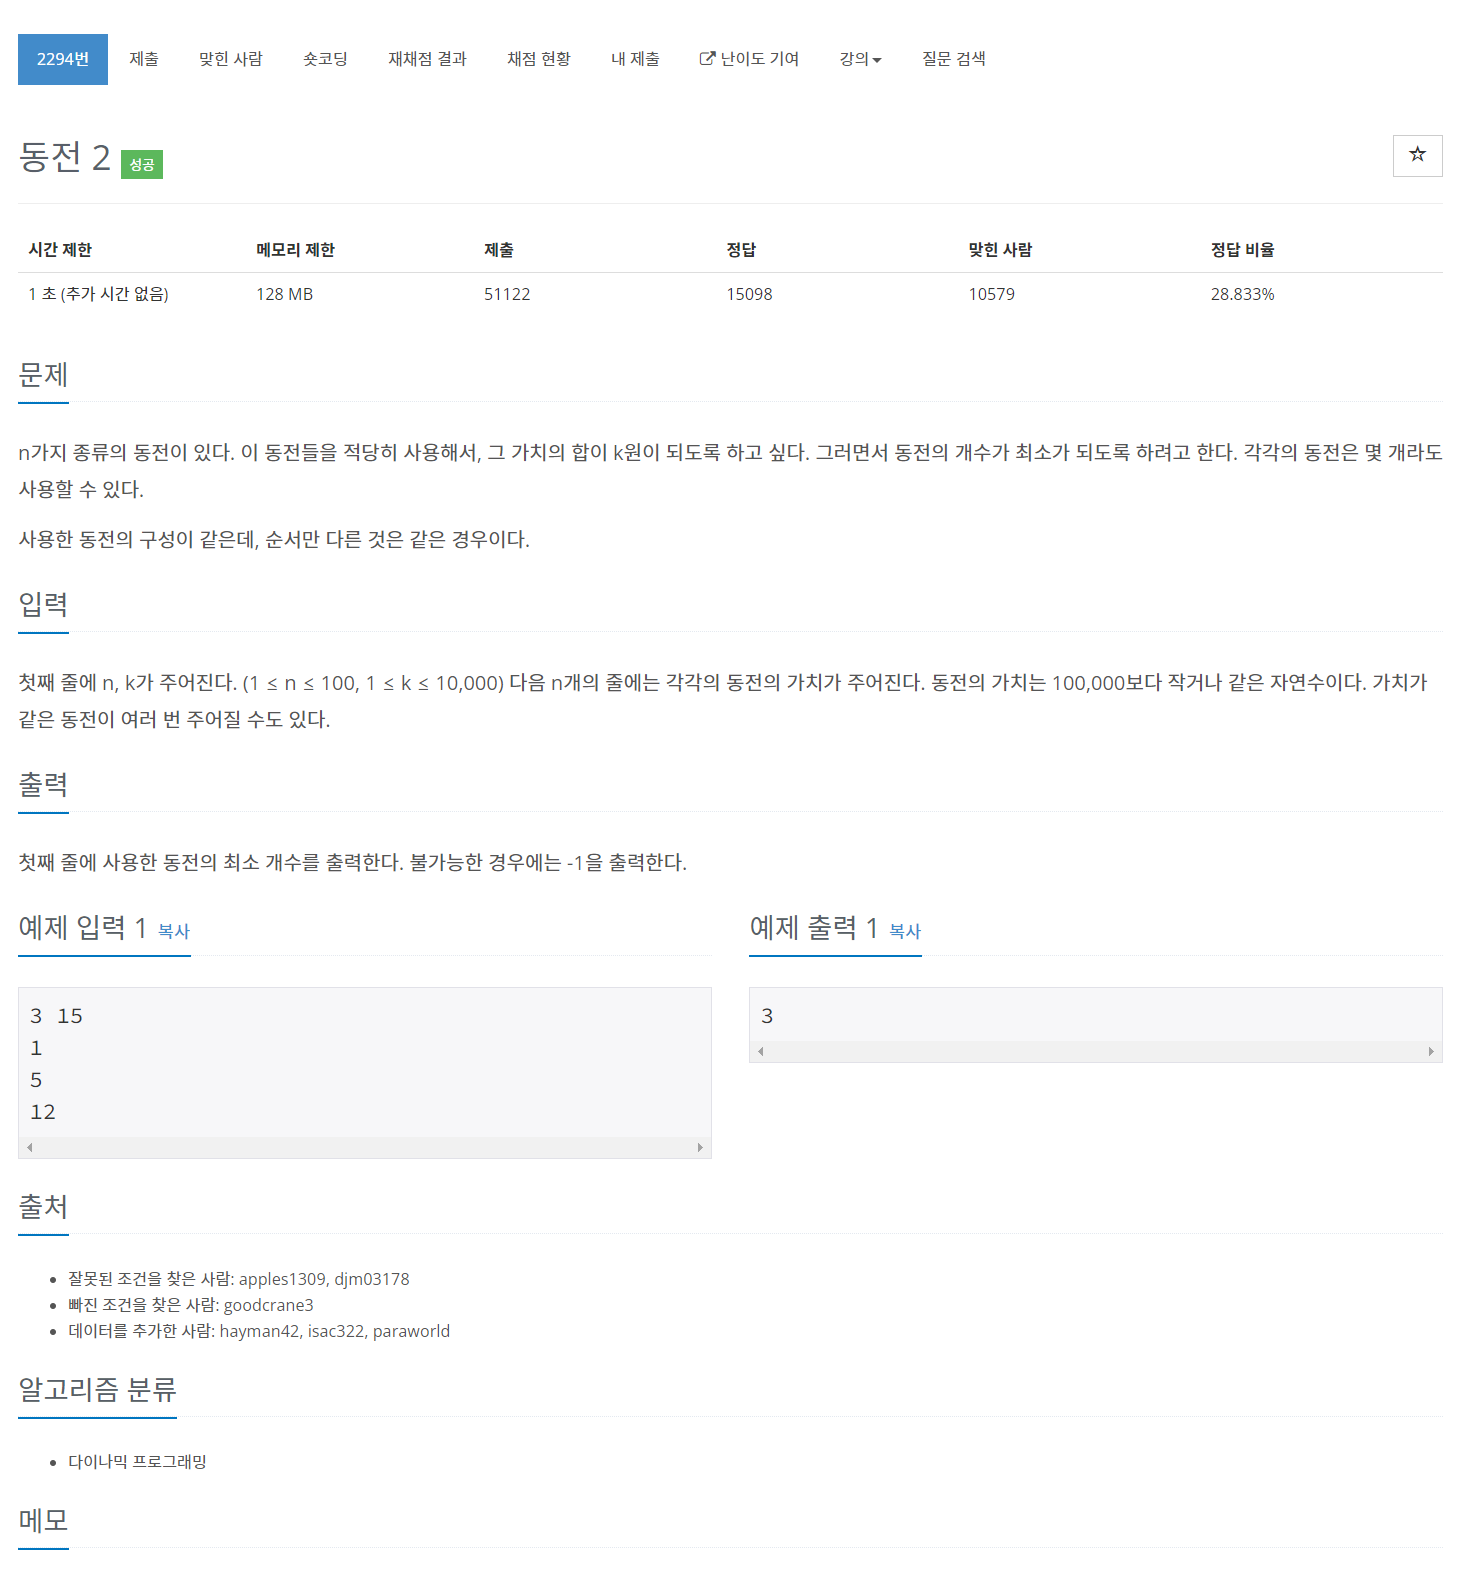 2294번 제출 맞힌 사람 숏코딩 재채점 결과 채점 현황 내 제출 난이도 기여 강의 질문 검색
동전 2 성공
시간 제한 메모리 제한 제출 정답 맞힌 사람 정답 비율
1 초 (추가 시간 없음) 128 MB 51122 15098 10579 28.833%
문제
n가지 종류의 동전이 있다. 이 동전들을 적당히 사용해서, 그 가치의 합이 k원이 되도록 하고 싶다. 그러면서 동전의 개수가 최소가 되도록 하려고 한다. 각각의 동전은 몇 개라도
사용할 수 있다.
사용한 동전의 구성이 같은데, 순서만 다른 것은 같은 경우이다.
입력
첫째 줄에 n, k가 주어진다. (1 ≤ n ≤ 100, 1 ≤ k ≤ 10,000) 다음 n개의 줄에는 각각의 동전의 가치가 주어진다. 동전의 가치는 100,000보다 작거나 같은 자연수이다. 가치가
같은 동전이 여러 번 주어질 수도 있다.
출력
첫째 줄에 사용한 동전의 최소 개수를 출력한다. 불가능한 경우에는 -1을 출력한다.
예제 입력 1 복사
3 15
1
5
12
예제 출력 1 복사
3
출처
잘못된 조건을 찾은 사람: apples1309, djm03178
빠진 조건을 찾은 사람: goodcrane3
데이터를 추가한 사람: hayman42, isac322, paraworld
알고리즘 분류
다이나믹 프로그래밍
메모